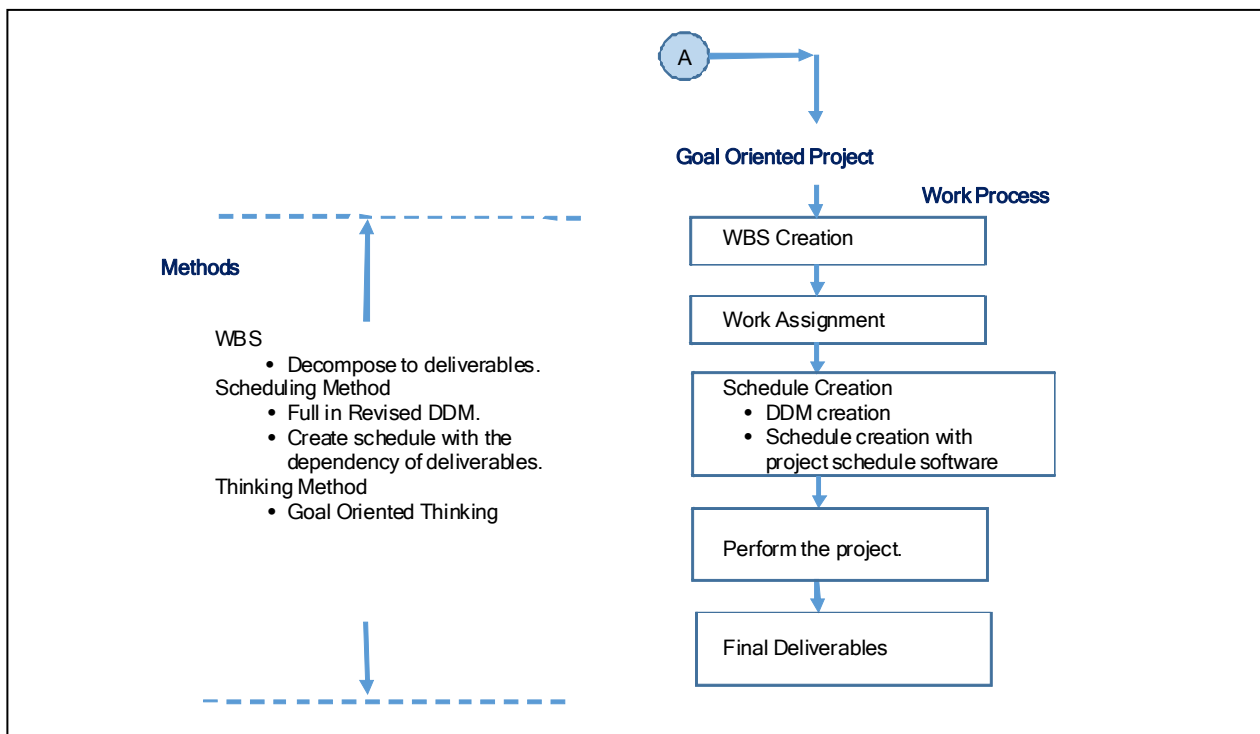 A
Goal Oriented Project
Work Process
WBS Creation
Work Assignment
Schedule Creation
• DDM creation
• Schedule creation with
project schedule software
Perform the project.
Final Deliverables
Methods
WBS
• Decompose to deliverables.
Scheduling Method
• Full in Revised DDM.
• Create schedule with the
dependency of deliverables.
Thinking Method
• Goal Oriented Thinking